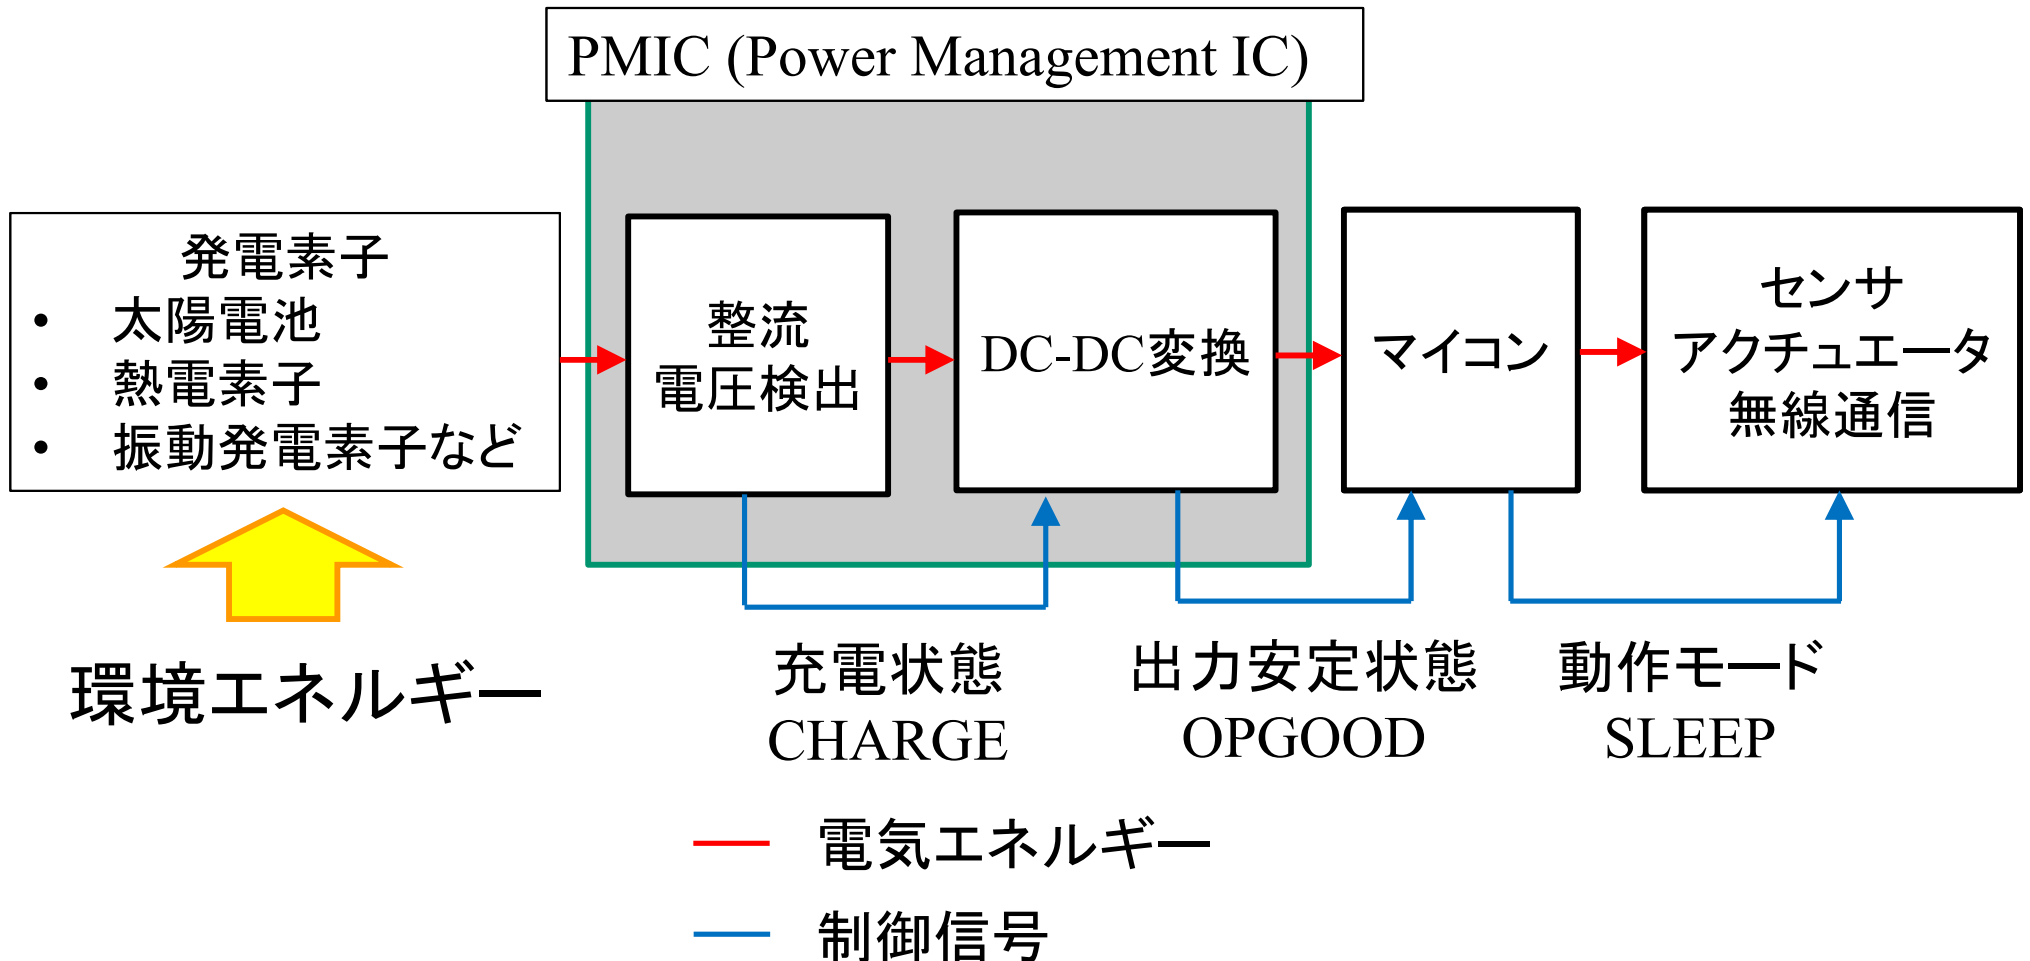 PMIC (Power Management IC)
発電素子
• 太陽電池
• 熱電素子
• 振動発電素子など
整流
電圧検出
DC-DC変換
マイコン
センサ
アクチュエータ
無線通信
環境エネルギー
充電状態
CHARGE
出力安定状態
OPGOOD
動作モード
SLEEP
電気エネルギー
制御信号